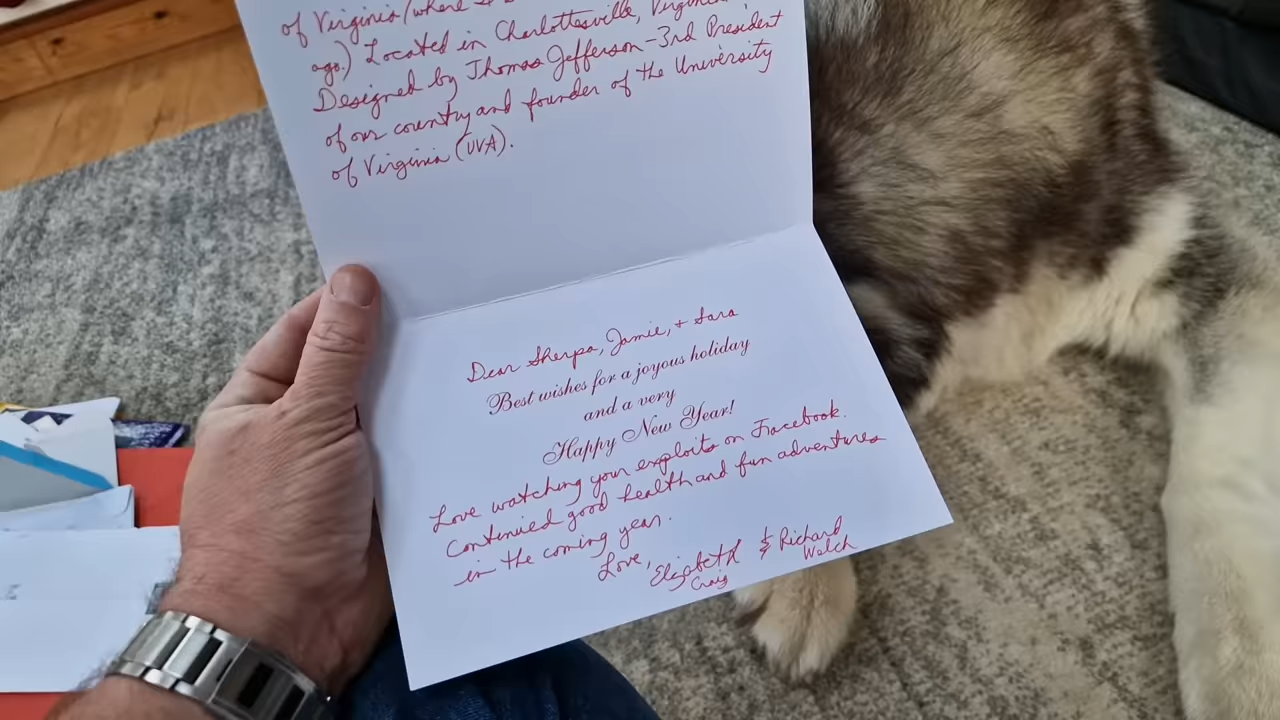 of Virginia (where I
ago.) Located in Charlottesville, Virginia
Designed by Thomas Jefferson - 3rd President
of our country and founder of the University
of Virginia (UVA).
Dear Sherpa, Jamie, + Sara
Best wishes for a joyous holiday
and a very
Happy New Year!
Love watching your exploits on Facebook.
Continued good health and fun adventures
in the coming year.
Love,
Elizabeth & Richard
Craig Welch